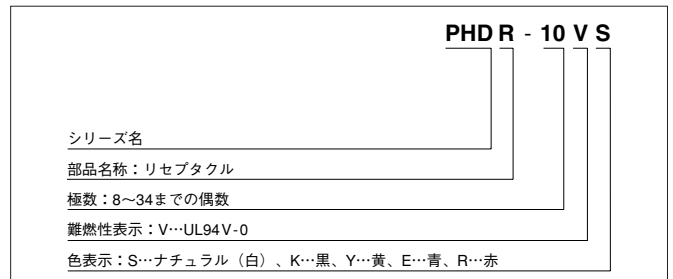 PHD R - 10 V S
シリーズ名
部品名称：リセプタクル
極数：8〜34までの偶数
難燃性表示：V…UL94V-0
色表示：S…ナチュラル（白）、K…黒、Y…黄、E…青、R…赤